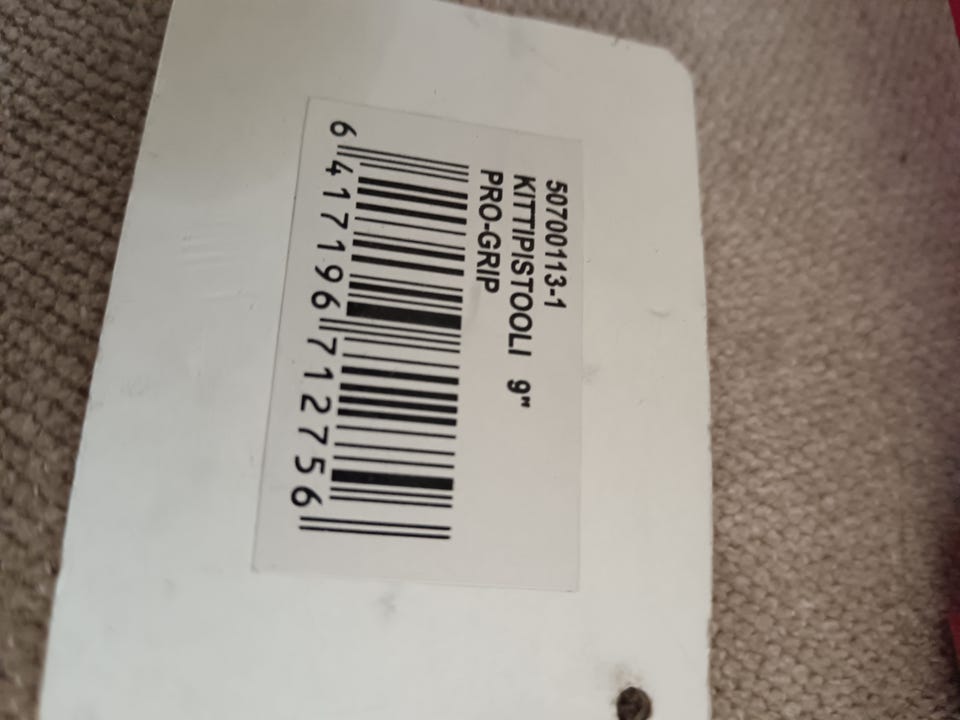 50700113-1
KITTIPISTOOLI 9"
PRO-GRIP
6 417196 712756